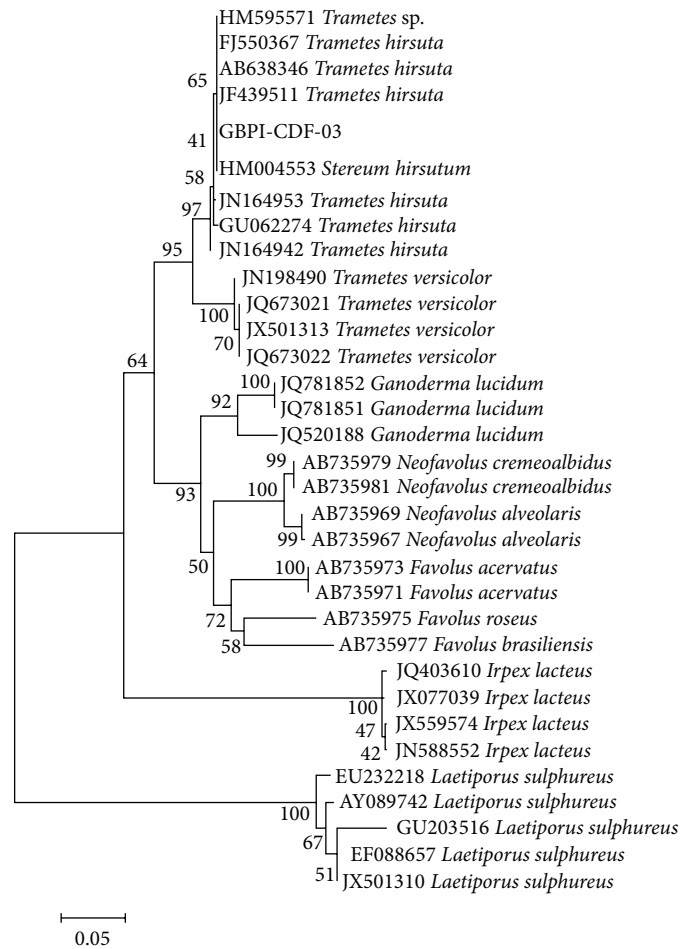 HM595571 Trametes sp.
FJ550367 Trametes hirsuta
AB638346 Trametes hirsuta
65
JF439511 Trametes hirsuta
GBPI-CDF-03
41
HM004553 Stereum hirsutum
58
JN164953 Trametes hirsuta
97
GU062274 Trametes hirsuta
JN164942 Trametes hirsuta
95
JN198490 Trametes versicolor
JQ673021 Trametes versicolor
100
JX501313 Trametes versicolor
70
JQ673022 Trametes versicolor
64
100
JQ781852 Ganoderma lucidum
92
JQ781851 Ganoderma lucidum
JQ520188 Ganoderma lucidum
99
AB735979 Neofavolus cremeoalbidus
100
AB735981 Neofavolus cremeoalbidus
93
AB735969 Neofavolus alveolaris
99
AB735967 Neofavolus alveolaris
50
100
AB735973 Favolus acervatus
AB735971 Favolus acervatus
72
AB735975 Favolus roseus
58
AB735977 Favolus brasiliensis
JQ403610 Irpex lacteus
JX077039 Irpex lacteus
100
JX559574 Irpex lacteus
47
JN588552 Irpex lacteus
42
EU232218 Laetiporus sulphureus
AY089742 Laetiporus sulphureus
100
GU203516 Laetiporus sulphureus
67
EF088657 Laetiporus sulphureus
51
JX501310 Laetiporus sulphureus
0.05